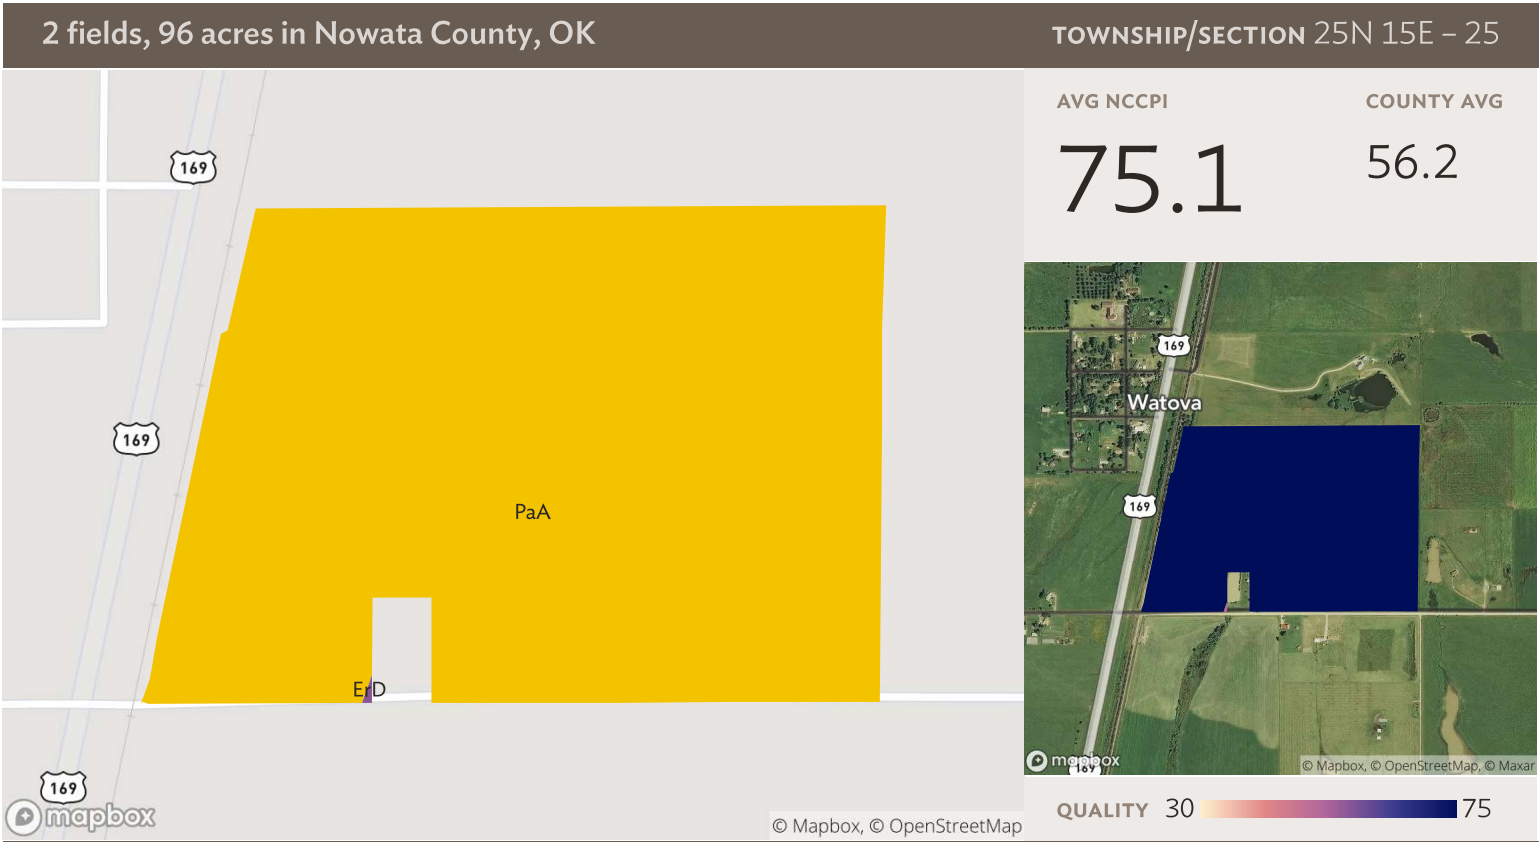 2 fields, 96 acres in Nowata County, OK
TOWNSHIP/SECTION 25N 15E – 25
169
169
PaA
ErD
169
mapbox
© Mapbox, © OpenStreetMap
AVG NCCPI
COUNTY AVG
75.1
56.2
169
Watova
169
169
mapbox
© Mapbox, © OpenStreetMap, © Maxar
QUALITY 30 75